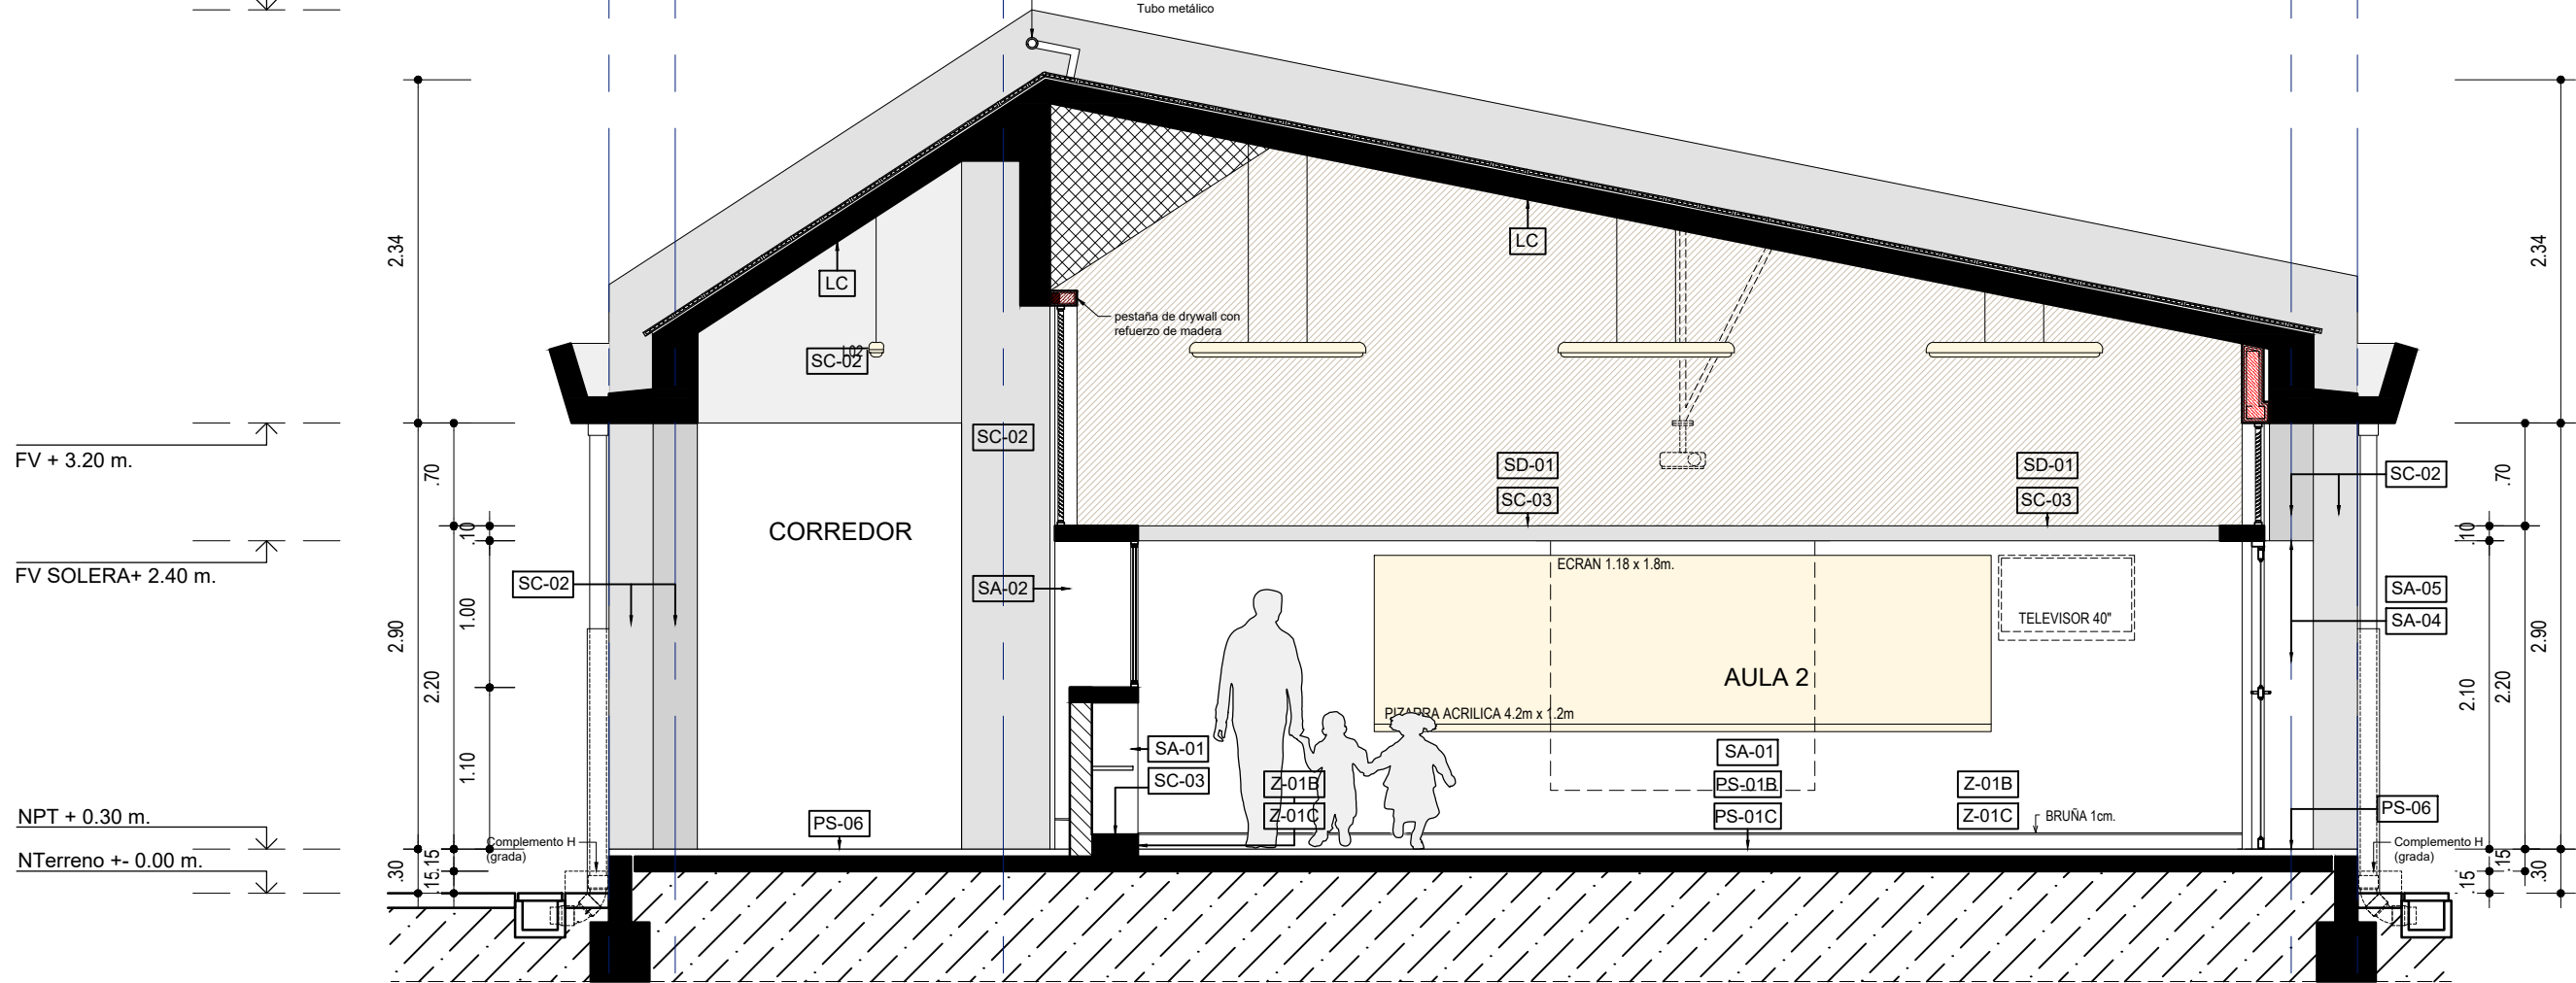 Tubo metálico
2.34
2.34
LC
LC
pestaña de drywall con
refuerzo de madera
SC-02
FV + 3.20 m.
SC-02
.70
SD-01
SC-03
SD-01
SC-03
SC-02
.70
CORREDOR
.10
.10
FV SOLERA+ 2.40 m.
SC-02
SA-02
ECRAN 1.18 x 1.8m.
TELEVISOR 40"
SA-05
SA-04
2.90
1.00
2.20
AULA 2
2.90
2.10
2.20
PIZARRA ACRILICA 4.2m x 1.2m
1.10
SA-01
SC-03
Z-01B
Z-01C
SA-01
PS-01B
PS-01C
Z-01B
Z-01C
BRUÑA 1cm.
PS-06
PS-06
NPT + 0.30 m.
Complemento H
(grada)
Complemento H
(grada)
NTerreno +- 0.00 m.
.30
.15
.15
.15
.15
.30